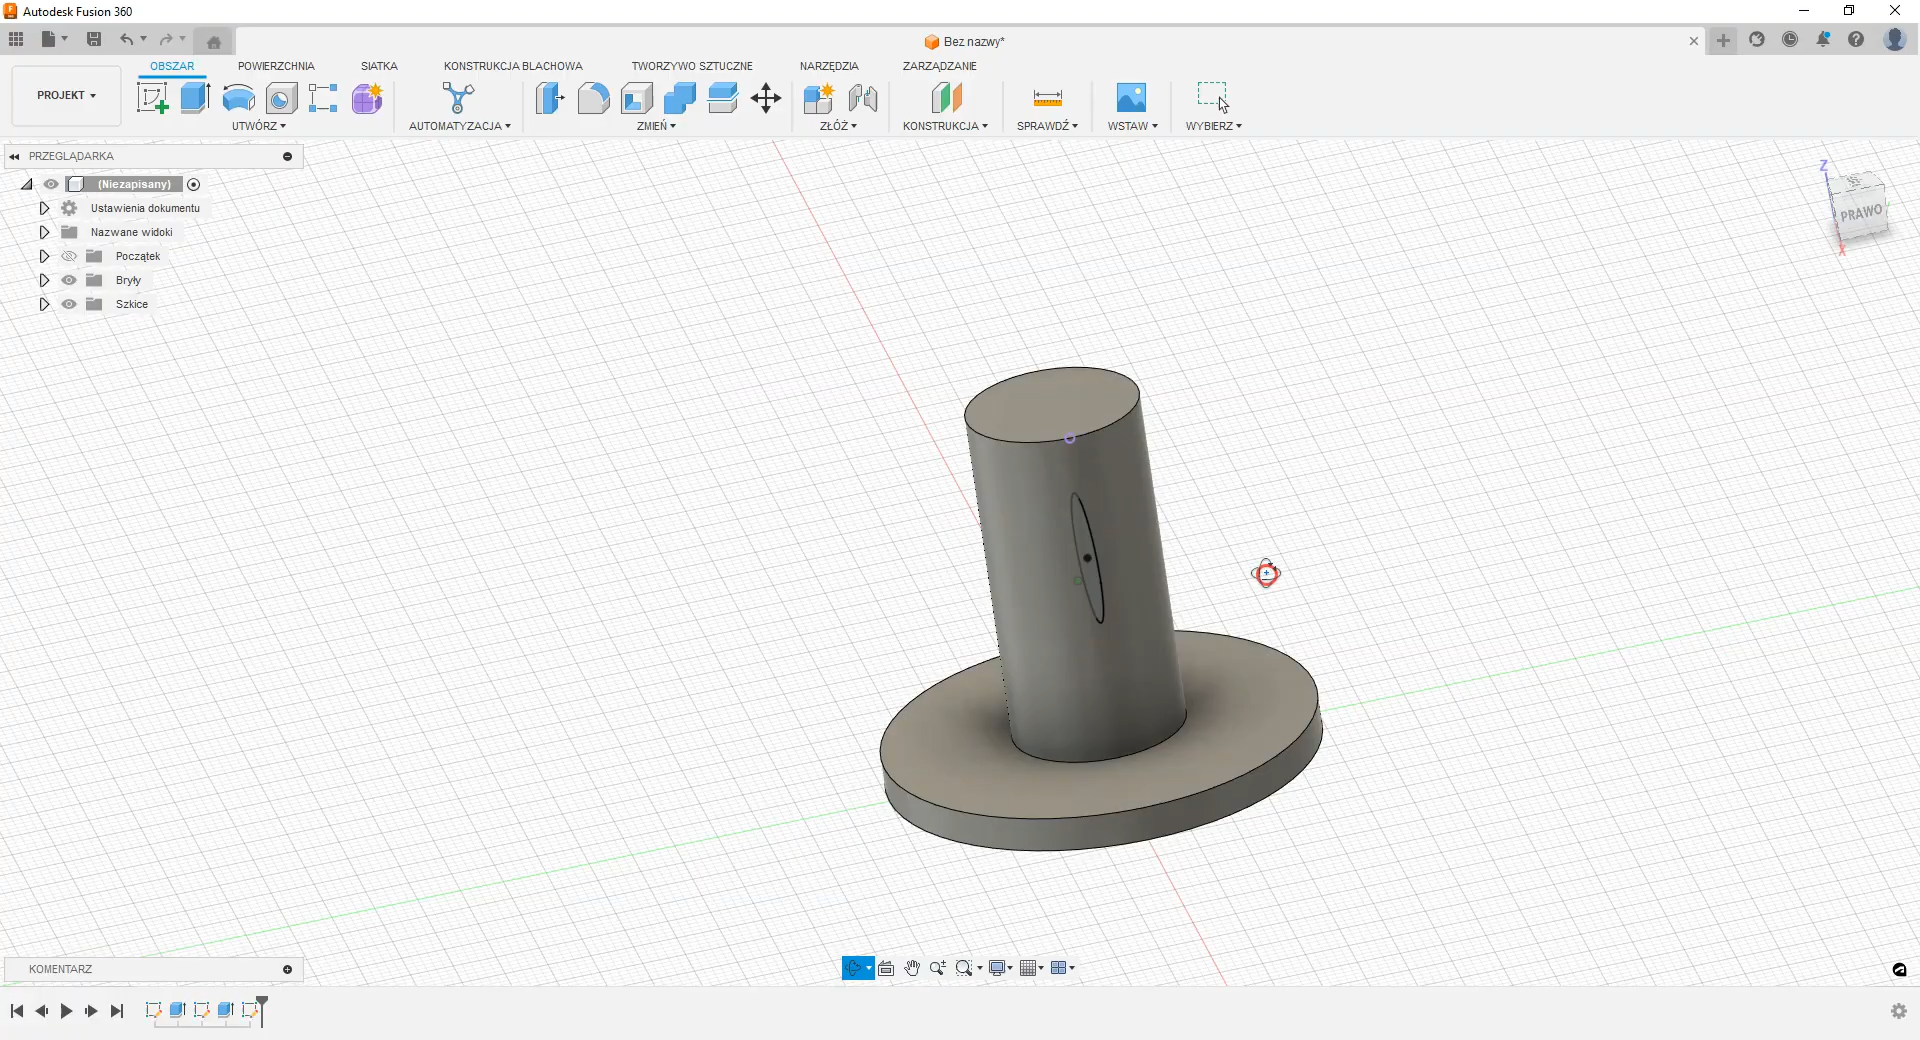 Autodesk Fusion 360
Bez nazwy*
PROJEKT
OBSZAR
POWIERZCHNIA
SIATKA
KONSTRUKCJA BLACHOWA
TWORZYWO SZTUCZNE
NARZĘDZIA
ZARZĄDZANIE
UTWÓRZ
AUTOMATYZACJA
ZMIEŃ
ZŁÓŻ
KONSTRUKCJA
SPRAWDŹ
WSTAW
WYBIERZ
PRZEGLĄDARKA
(Niezapisany)
Ustawienia dokumentu
Nazwane widoki
Początek
Bryły
Szkice
Z
PRAWO
X
KOMENTARZ